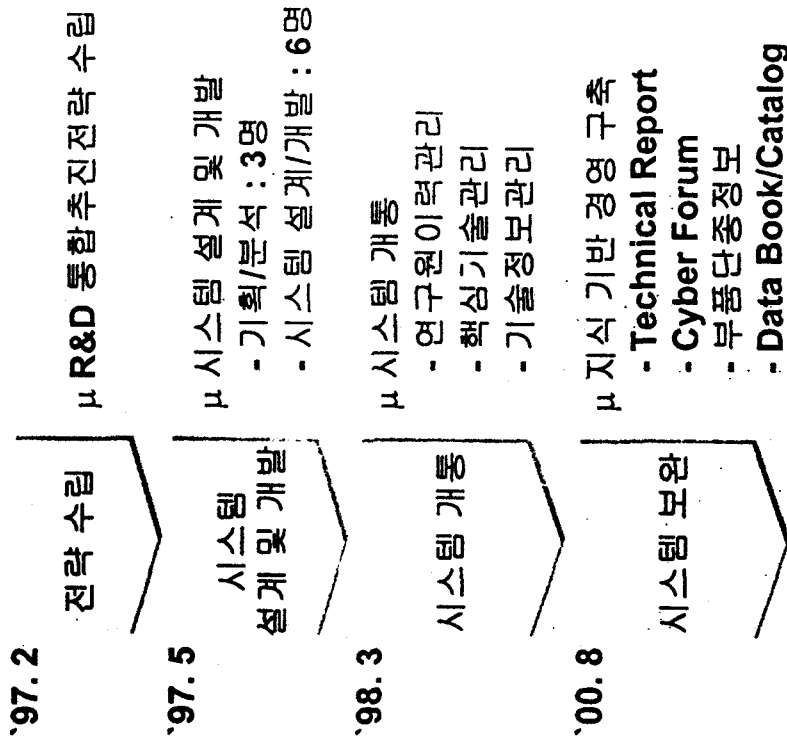 `97. 2
전략 수립
μ R&D 통합추진전략 수립
`97. 5
시스템
설계 및 개발
μ 시스템 설계 및 개발
- 기획/분석 : 3명
- 시스템 설계/개발 : 6명
`98. 3
시스템 개통
μ 시스템 개통
- 연구원이력관리
- 핵심기술관리
- 기술정보관리
`00. 8
시스템 보완
μ 지식 기반 경영 구축
- Technical Report
- Cyber Forum
- 부품단종정보
- Data Book/Catalog